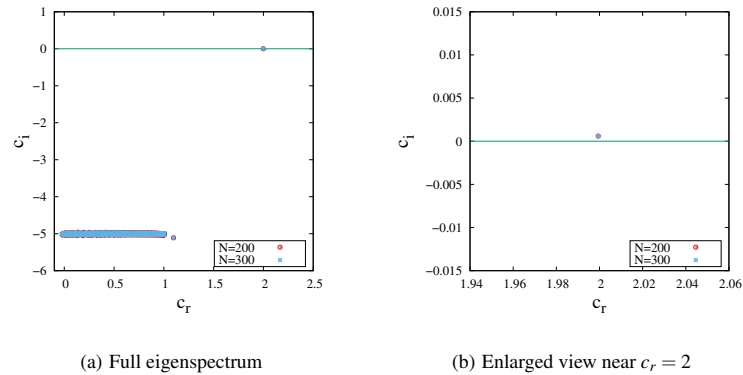 1
0
−1
−2
−3
−4
−5
−6
c_i
0
0.5
1
1.5
2
2.5
c_r
N=200
N=300
(a) Full eigenspectrum
0.015
0.01
0.005
0
−0.005
−0.01
−0.015
c_i
1.94
1.96
1.98
2
2.02
2.04
2.06
c_r
N=200
N=300
(b) Enlarged view near c_r = 2